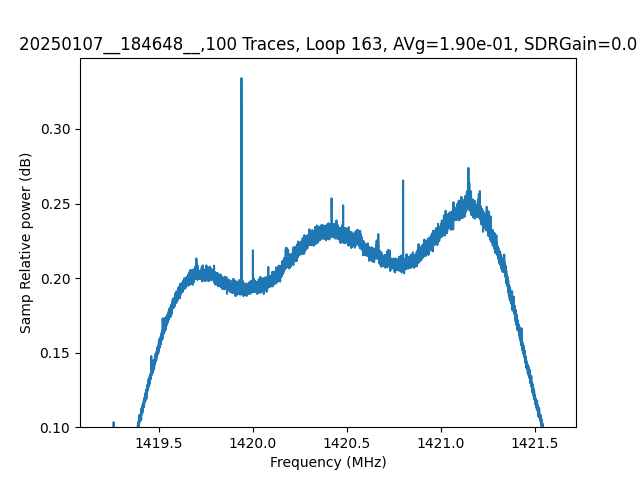 20250107__184648__,100 Traces, Loop 163, AVg=1.90e-01, SDRGain=0.0
Samp Relative power (dB)
0.30
0.25
0.20
0.15
0.10
1419.5 1420.0 1420.5 1421.0 1421.5
Frequency (MHz)